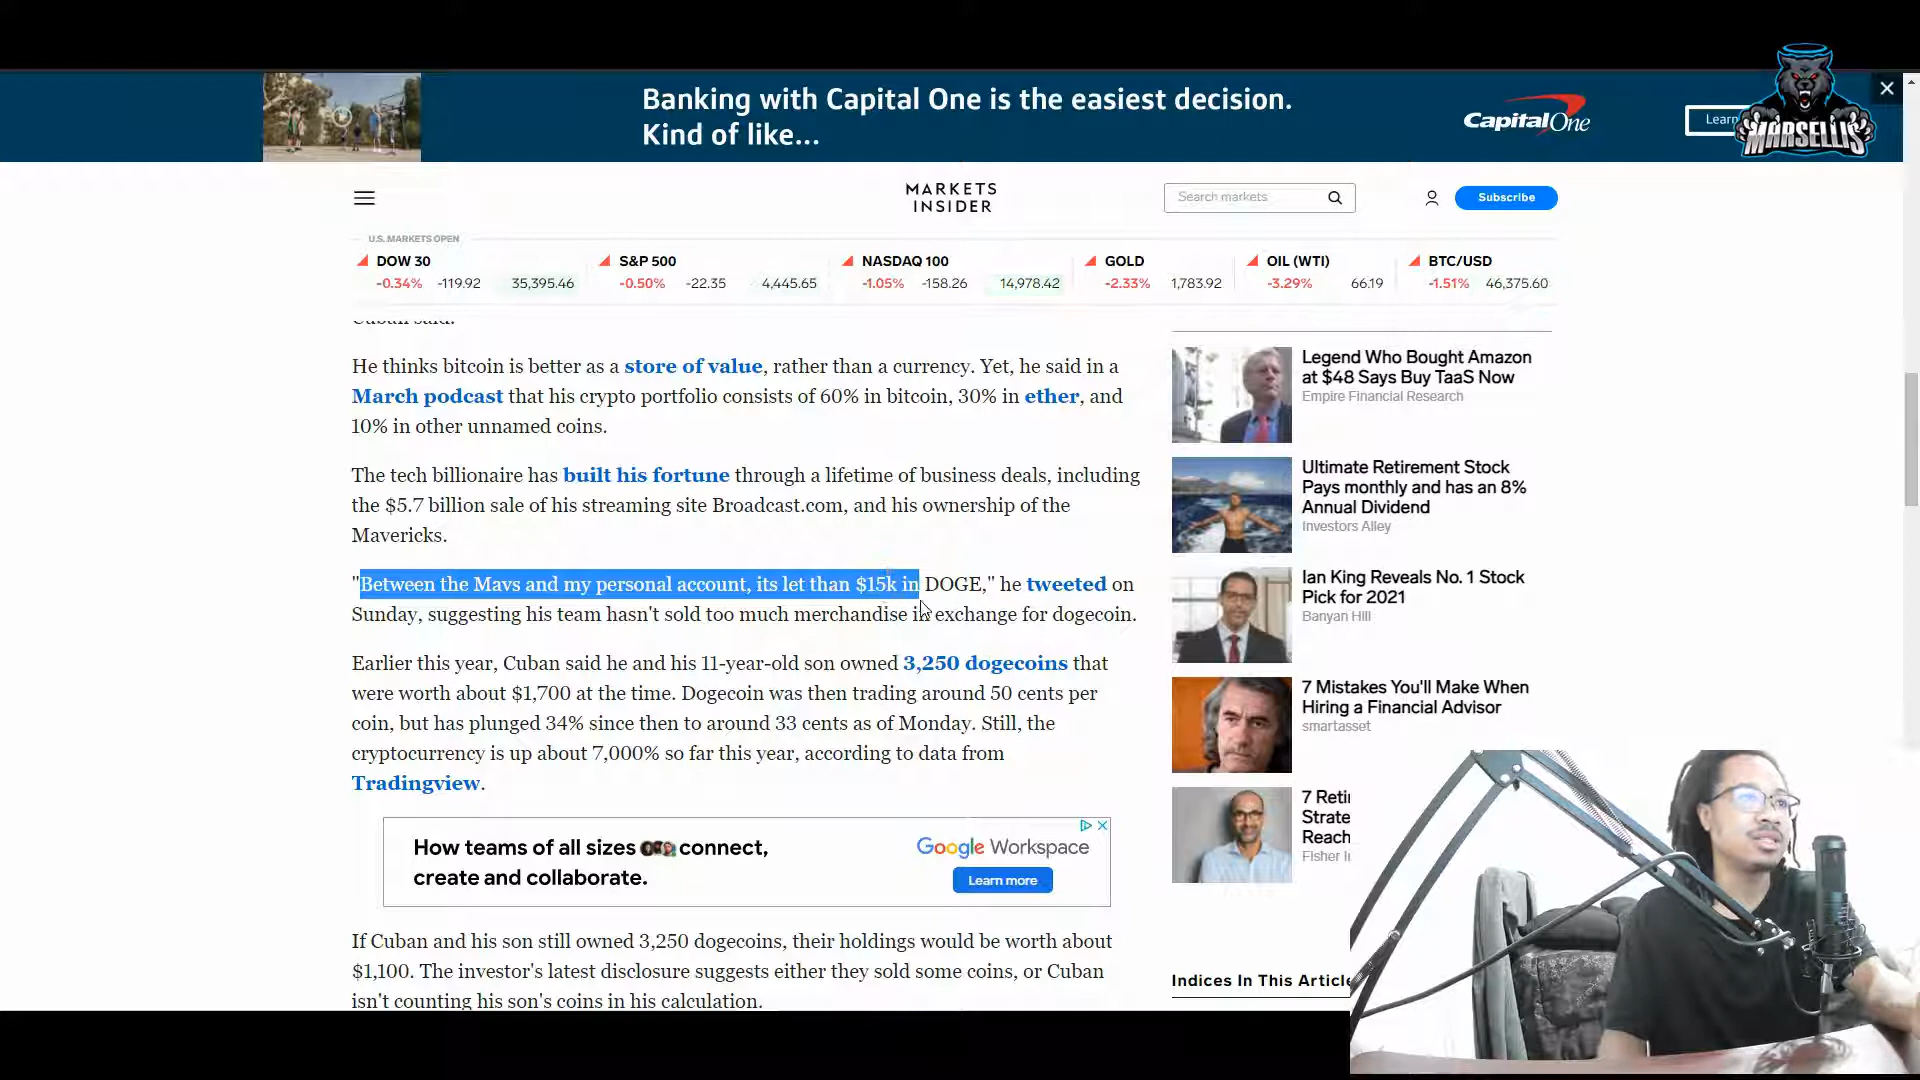 Banking with Capital One is the easiest decision.
Kind of like...
Capital One
Learn
MARSELLIS
MARKETS
INSIDER
Search markets
Subscribe
U.S. MARKETS OPEN
DOW 30
-0.34% -119.92 35,395.46
S&P 500
-0.50% -22.35 4,445.65
NASDAQ 100
-1.05% -158.26 14,978.42
GOLD
-2.33% 1,783.92
OIL (WTI)
-3.29% 66.19
BTC/USD
-1.51% 46,375.60
Cuban said.
He thinks bitcoin is better as a store of value, rather than a currency. Yet, he said in a
March podcast that his crypto portfolio consists of 60% in bitcoin, 30% in ether, and
10% in other unnamed coins.
The tech billionaire has built his fortune through a lifetime of business deals, including
the $5.7 billion sale of his streaming site Broadcast.com, and his ownership of the
Mavericks.
"Between the Mavs and my personal account, its let than $15k in DOGE," he tweeted on
Sunday, suggesting his team hasn't sold too much merchandise in exchange for dogecoin.
Earlier this year, Cuban said he and his 11-year-old son owned 3,250 dogecoins that
were worth about $1,700 at the time. Dogecoin was then trading around 50 cents per
coin, but has plunged 34% since then to around 33 cents as of Monday. Still, the
cryptocurrency is up about 7,000% so far this year, according to data from
Tradingview.
How teams of all sizes connect,
create and collaborate.
Google Workspace
Learn more
If Cuban and his son still owned 3,250 dogecoins, their holdings would be worth about
$1,100. The investor's latest disclosure suggests either they sold some coins, or Cuban
isn't counting his son's coins in his calculation.
Legend Who Bought Amazon
at $48 Says Buy TaaS Now
Empire Financial Research
Ultimate Retirement Stock
Pays monthly and has an 8%
Annual Dividend
Investors Alley
Ian King Reveals No. 1 Stock
Pick for 2021
Banyan Hill
7 Mistakes You'll Make When
Hiring a Financial Advisor
smartasset
7 Reti
Strate
Reach
Fisher I
Indices In This Article